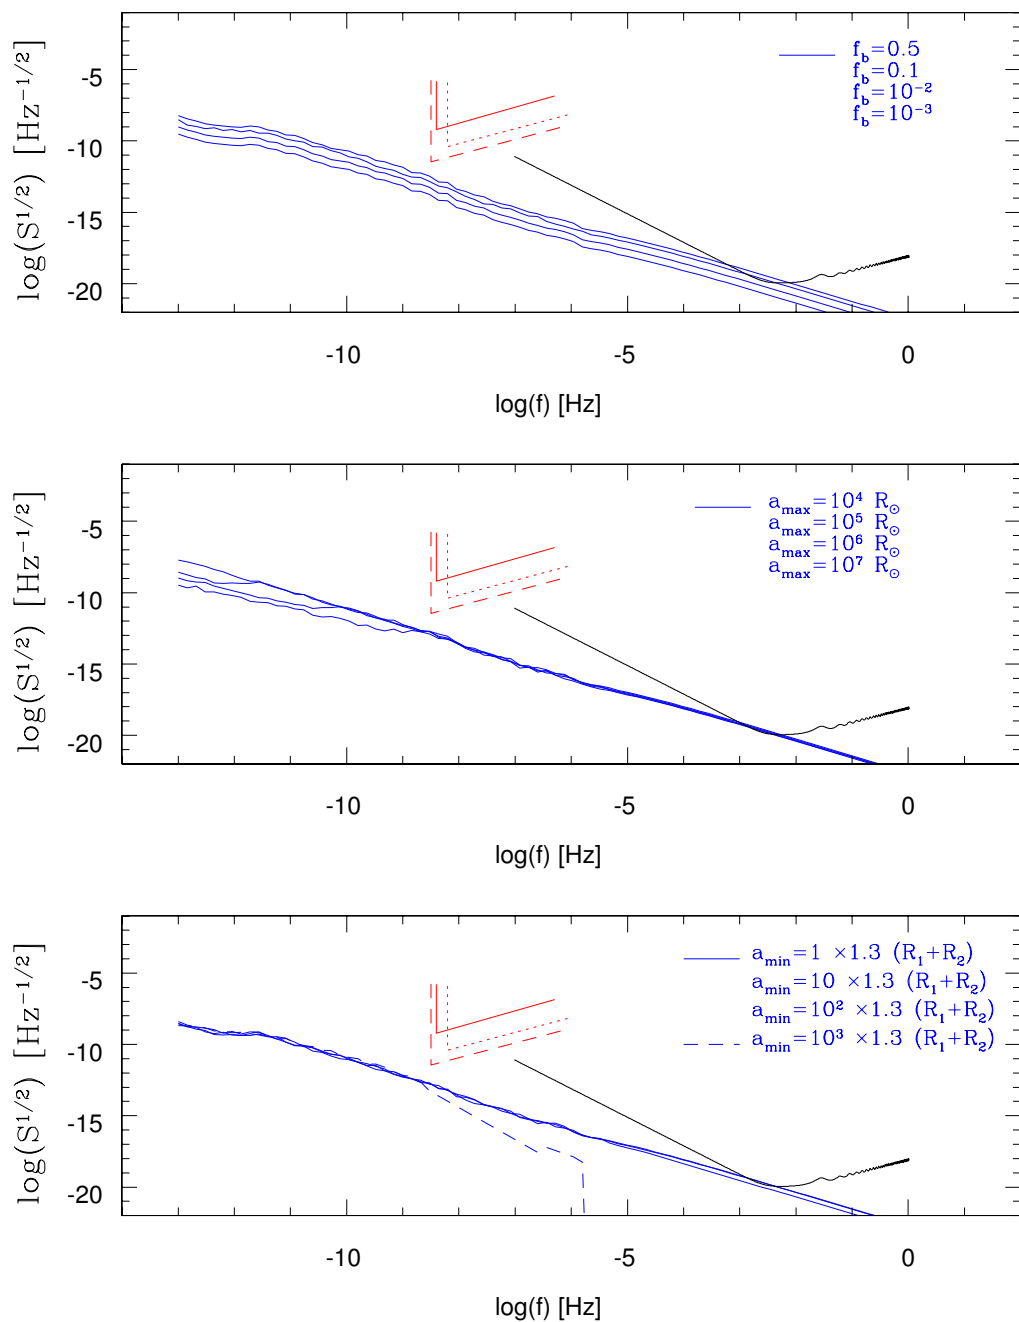 log(S^{1/2}) [Hz^{-1/2}]
-5
-10
-15
-20
f_b=0.5
f_b=0.1
f_b=10^{-2}
f_b=10^{-3}
-10 -5 0
log(f) [Hz]
log(S^{1/2}) [Hz^{-1/2}]
-5
-10
-15
-20
a_max=10^4 R_⊙
a_max=10^5 R_⊙
a_max=10^6 R_⊙
a_max=10^7 R_⊙
-10 -5 0
log(f) [Hz]
log(S^{1/2}) [Hz^{-1/2}]
-5
-10
-15
-20
a_min=1 ×1.3 (R_1+R_2)
a_min=10 ×1.3 (R_1+R_2)
a_min=10^2 ×1.3 (R_1+R_2)
a_min=10^3 ×1.3 (R_1+R_2)
-10 -5 0
log(f) [Hz]